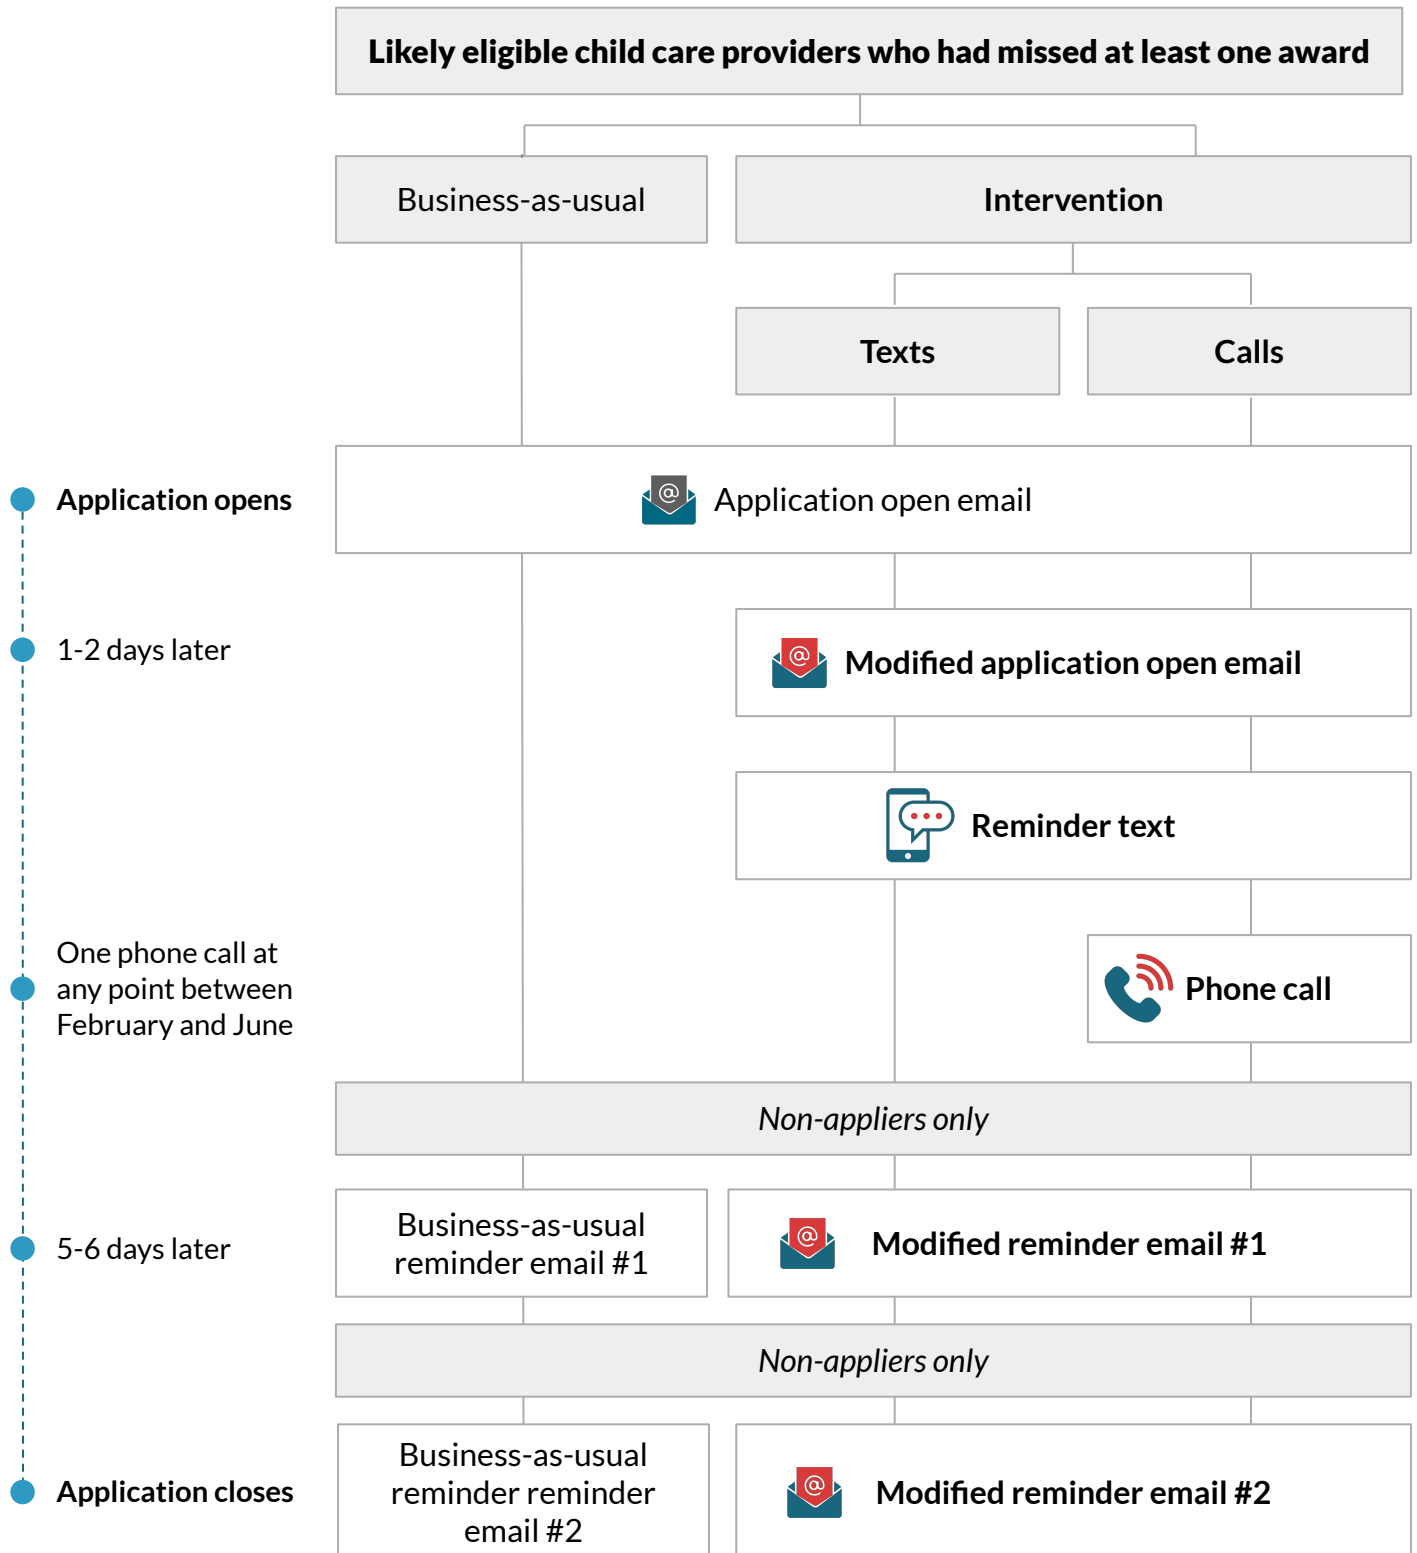 Likely eligible child care providers who had missed at least one award
Business-as-usual
Intervention
Texts
Calls
Application opens
@
Application open email
1-2 days later
@
Modified application open email
Reminder text
One phone call at
any point between
February and June
Phone call
Non-appliers only
5-6 days later
Business-as-usual
reminder email #1
@
Modified reminder email #1
Non-appliers only
Application closes
Business-as-usual
reminder reminder
email #2
@
Modified reminder email #2